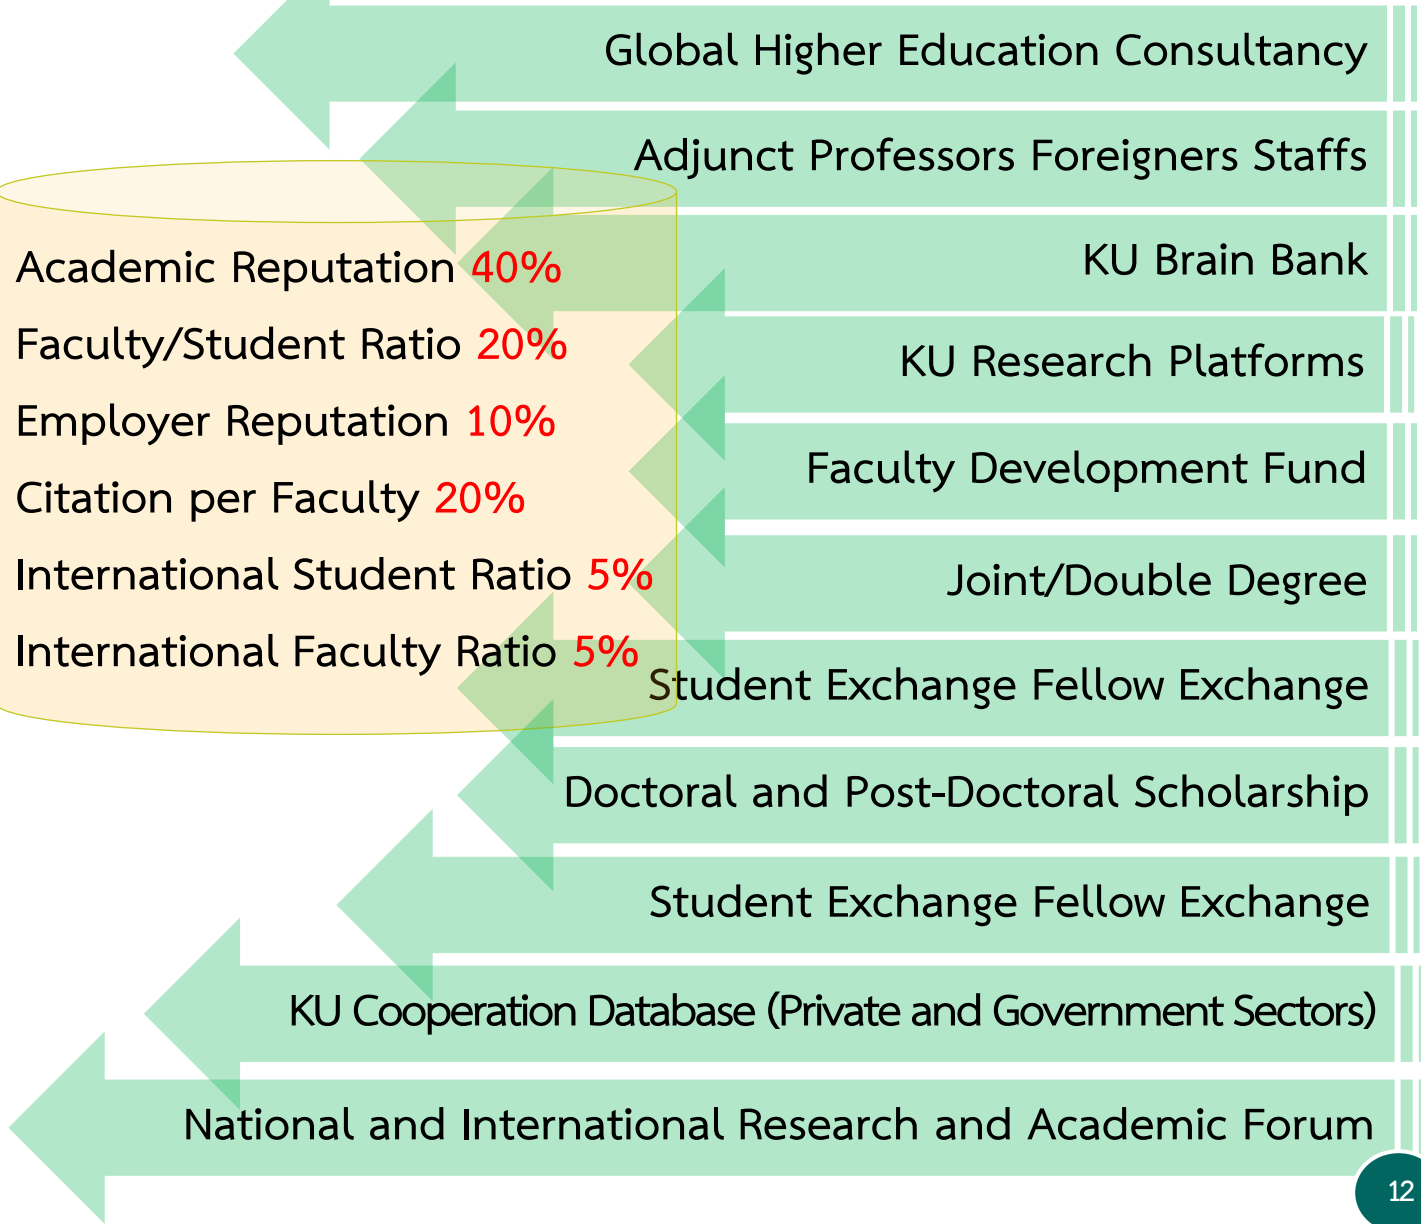 Global Higher Education Consultancy
Adjunct Professors Foreigners Staffs
KU Brain Bank
KU Research Platforms
Faculty Development Fund
Joint/Double Degree
Student Exchange Fellow Exchange
Doctoral and Post-Doctoral Scholarship
Student Exchange Fellow Exchange
KU Cooperation Database (Private and Government Sectors)
National and International Research and Academic Forum
Academic Reputation 40%
Faculty/Student Ratio 20%
Employer Reputation 10%
Citation per Faculty 20%
International Student Ratio 5%
International Faculty Ratio 5%
12